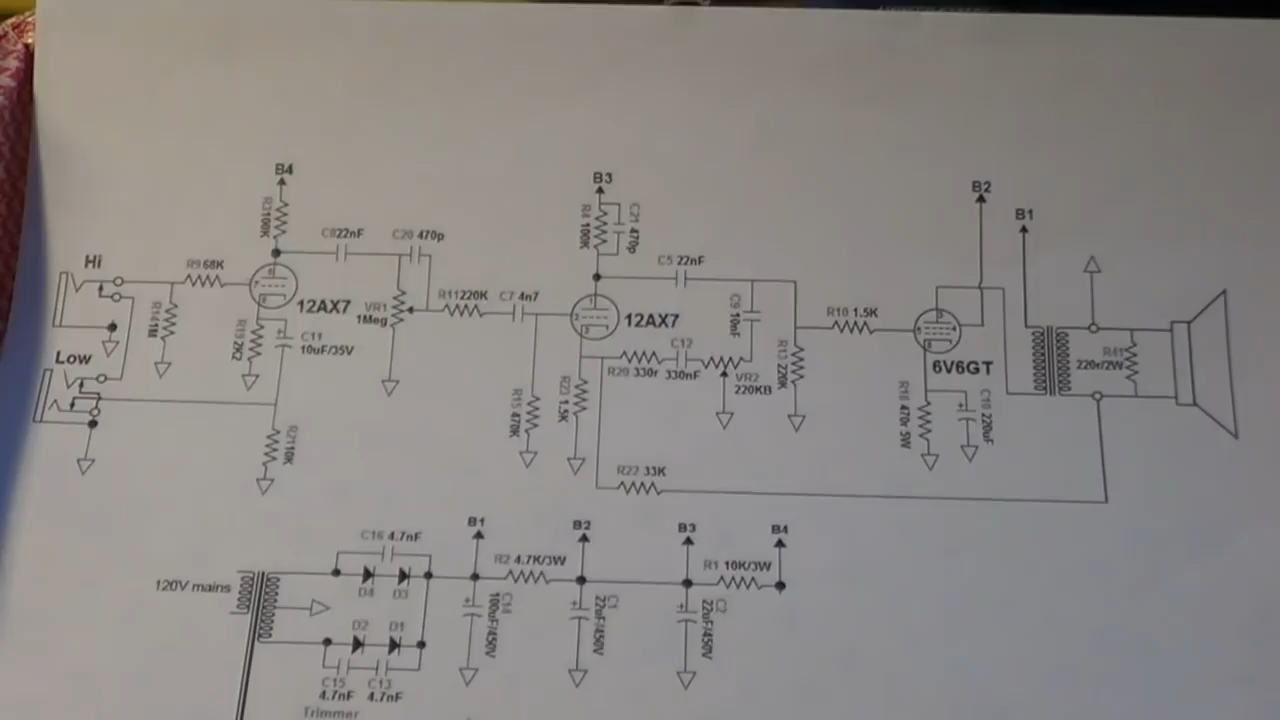 B4
R3 100K
C8 22nF
C20 470p
Hi
R9 68K
R14 1M
12AX7
VR1
1Meg
R19 2K2
C11
10uF/35V
Low
R21 10K
R11 220K
C7 4n7
B3
R8 100K
C21 470p
C5 22nF
12AX7
C9 10nF
R20 330r
C12
330nF
VR2
220KB
R15 470K
R23 1.5K
R13 220K
R22 33K
R10 1.5K
B2
B1
6V6GT
R18 470r 5W
C10 220uF
R41
220r/2W
120V mains
C16 4.7nF
D4
D3
D2
D1
C15
4.7nF
C13
4.7nF
Trimmer
B1
R2 4.7K/3W
B2
B3
R1 10K/3W
B4
C14
100uF/450V
C1
22uF/450V
C2
22uF/450V